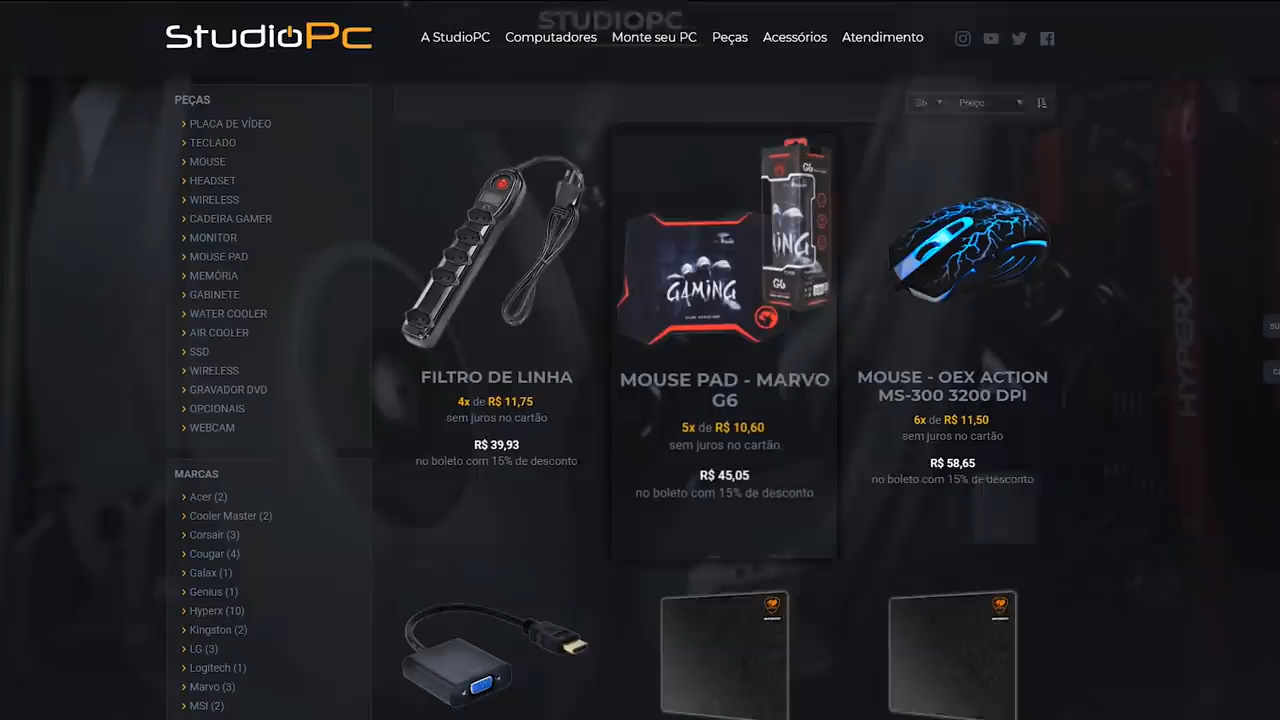 STUDIOPC
StudioPc
A StudioPC Computadores Monte seu PC Peças Acessórios Atendimento
PEÇAS
PLACA DE VÍDEO
TECLADO
MOUSE
HEADSET
WIRELESS
CADEIRA GAMER
MONITOR
MOUSE PAD
MEMÓRIA
GABINETE
WATER COOLER
AIR COOLER
SSD
WIRELESS
GRAVADOR DVD
OPCIONAIS
WEBCAM
MARCAS
Acer (2)
Cooler Master (2)
Corsair (3)
Cougar (4)
Galax (1)
Genius (1)
Hyperx (10)
Kingston (2)
LG (3)
Logitech (1)
Marvo (3)
MSI (2)
Preço
FILTRO DE LINHA
4x de R$ 11,75
sem juros no cartão
R$ 39,93
no boleto com 15% de desconto
G6
GAMING
G6
MOUSE PAD - MARVO
G6
5x de R$ 10,60
sem juros no cartão
R$ 45,05
no boleto com 15% de desconto
MOUSE - OEX ACTION
MS-300 3200 DPI
6x de R$ 11,50
sem juros no cartão
R$ 58,65
no boleto com 15% de desconto
HYPERX